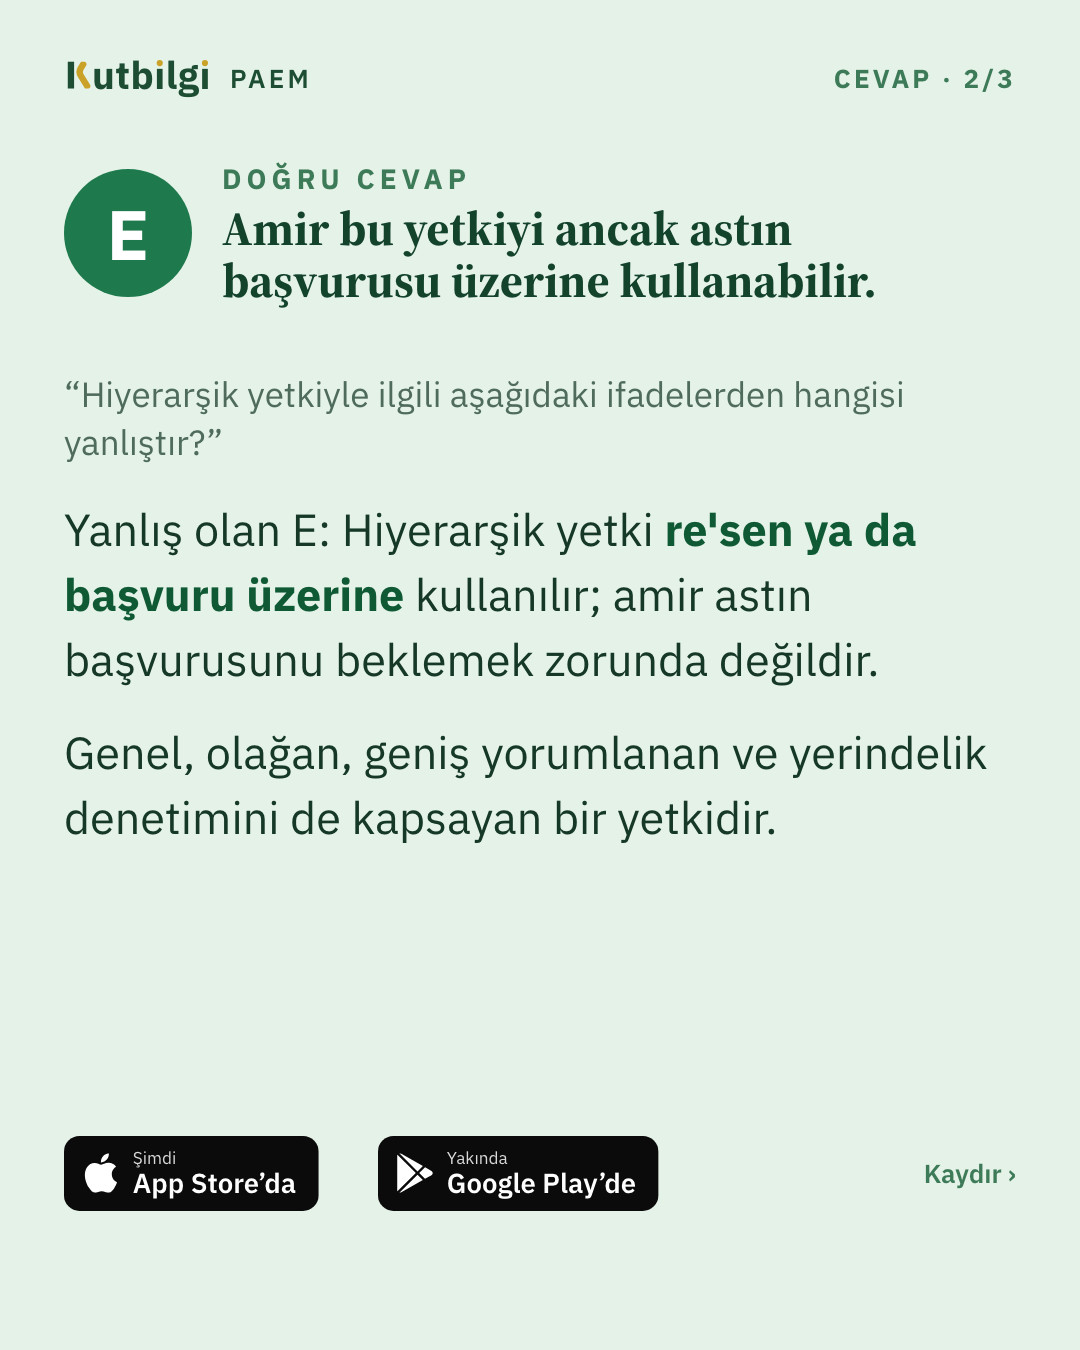 Kutbilgi PAEM
CEVAP · 2/3
E
DOĞRU CEVAP
Amir bu yetkiyi ancak astın
başvurusu üzerine kullanabilir.
“Hiyerarşik yetkiyle ilgili aşağıdaki ifadelerden hangisi
yanlıştır?”
Yanlış olan E: Hiyerarşik yetki re'sen ya da
başvuru üzerine kullanılır; amir astın
başvurusunu beklemek zorunda değildir.
Genel, olağan, geniş yorumlanan ve yerindelik
denetimini de kapsayan bir yetkidir.
Şimdi
App Store’da
Yakında
Google Play’de
Kaydır ›